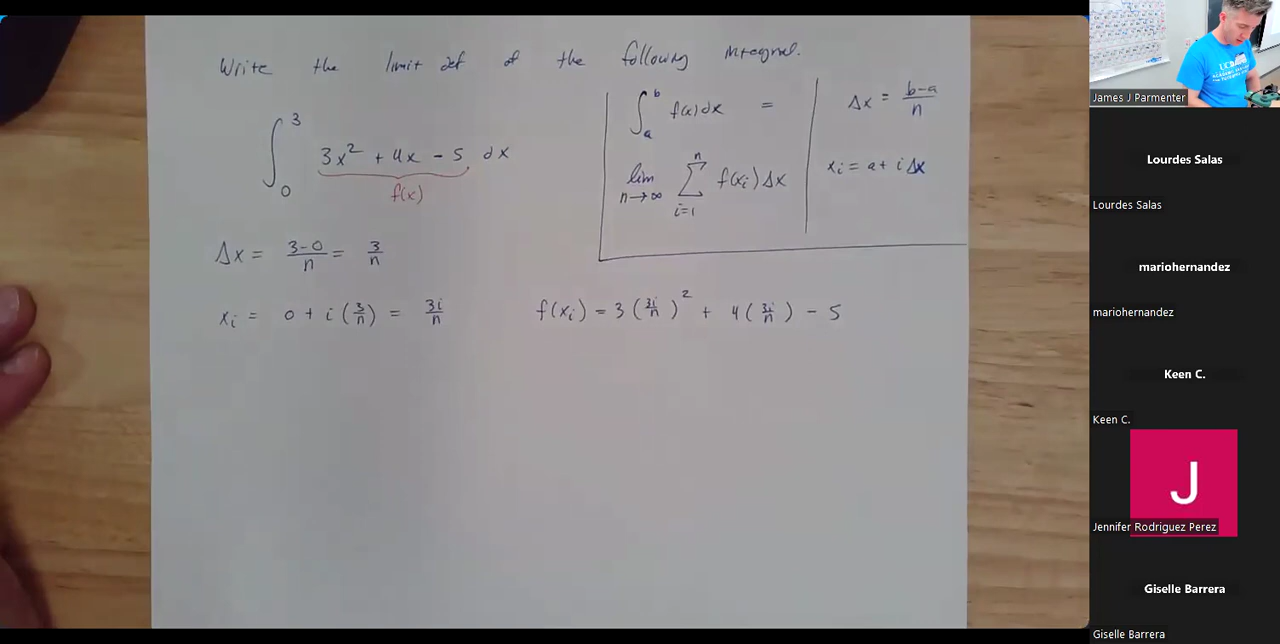 Write the limit def of the following integral.
∫₀³ 3x² + 4x - 5 dx
f(x)
∫ₐᵇ f(x)dx =
lim n→∞ Σ i=1 n f(xᵢ)Δx
Δx = b-a/n
xᵢ = a + iΔx
Δx = 3-0/n = 3/n
xᵢ = 0 + i(3/n) = 3i/n
f(xᵢ) = 3(3i/n)² + 4(3i/n) - 5
James J Parmenter
Lourdes Salas
Lourdes Salas
mariohernandez
mariohernandez
Keen C.
Keen C.
J
Jennifer Rodriguez Perez
Giselle Barrera
Giselle Barrera